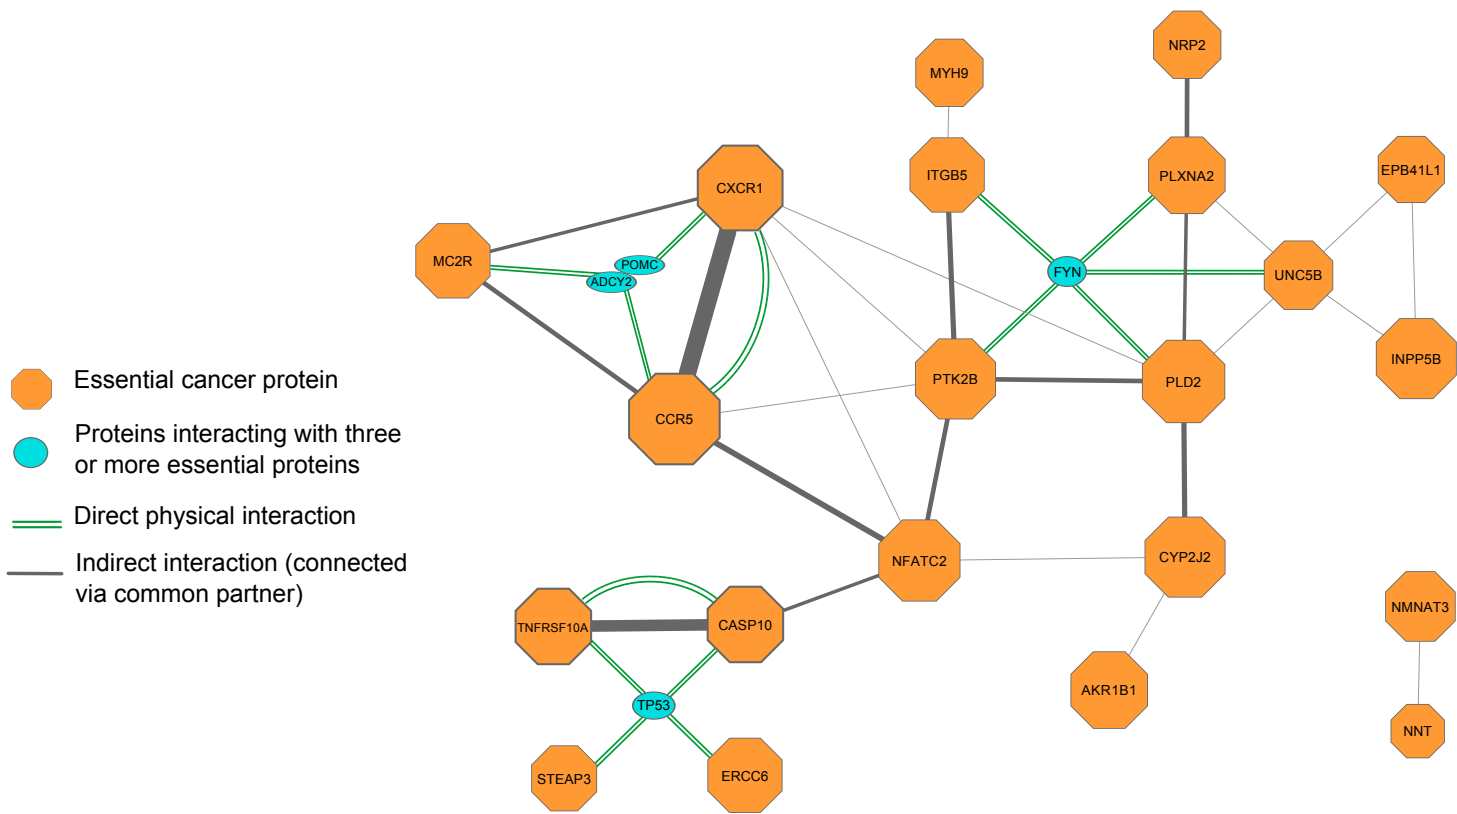 NRP2
MYH9
ITGB5
PLXNA2
EPB41L1
CXCR1
MC2R
POMC
ADCY2
FYN
UNC5B
INPP5B
PTK2B
PLD2
CCR5
Essential cancer protein
Proteins interacting with three
or more essential proteins
Direct physical interaction
Indirect interaction (connected
via common partner)
NFATC2
CYP2J2
NMNAT3
TNFRSF10A
CASP10
AKR1B1
TP53
NNT
STEAP3
ERCC6